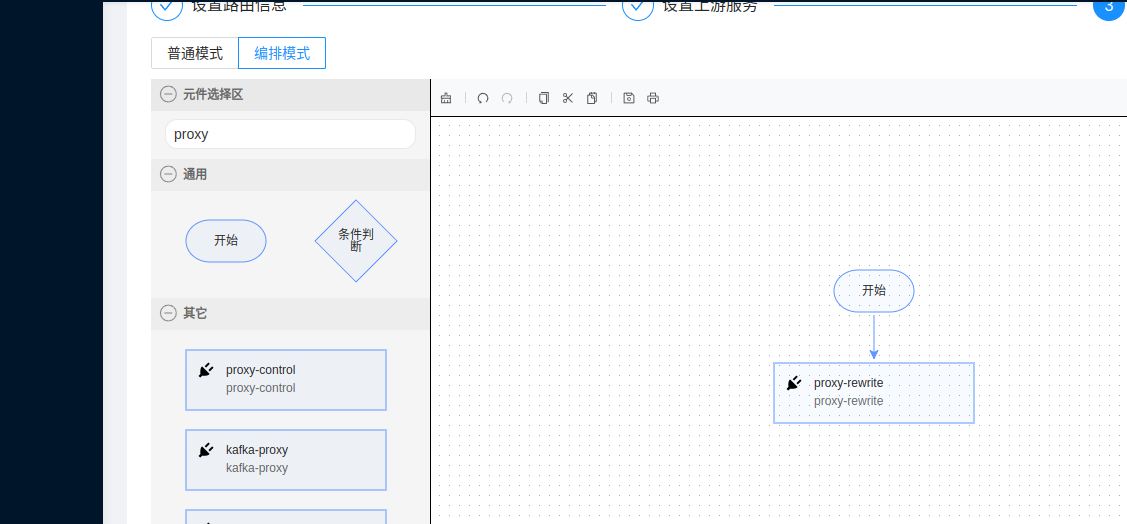 设置路由信息
设置上游服务
3
普通模式
编排模式
元件选择区
proxy
通用
开始
条件判
断
其它
proxy-control
proxy-control
kafka-proxy
kafka-proxy
开始
proxy-rewrite
proxy-rewrite